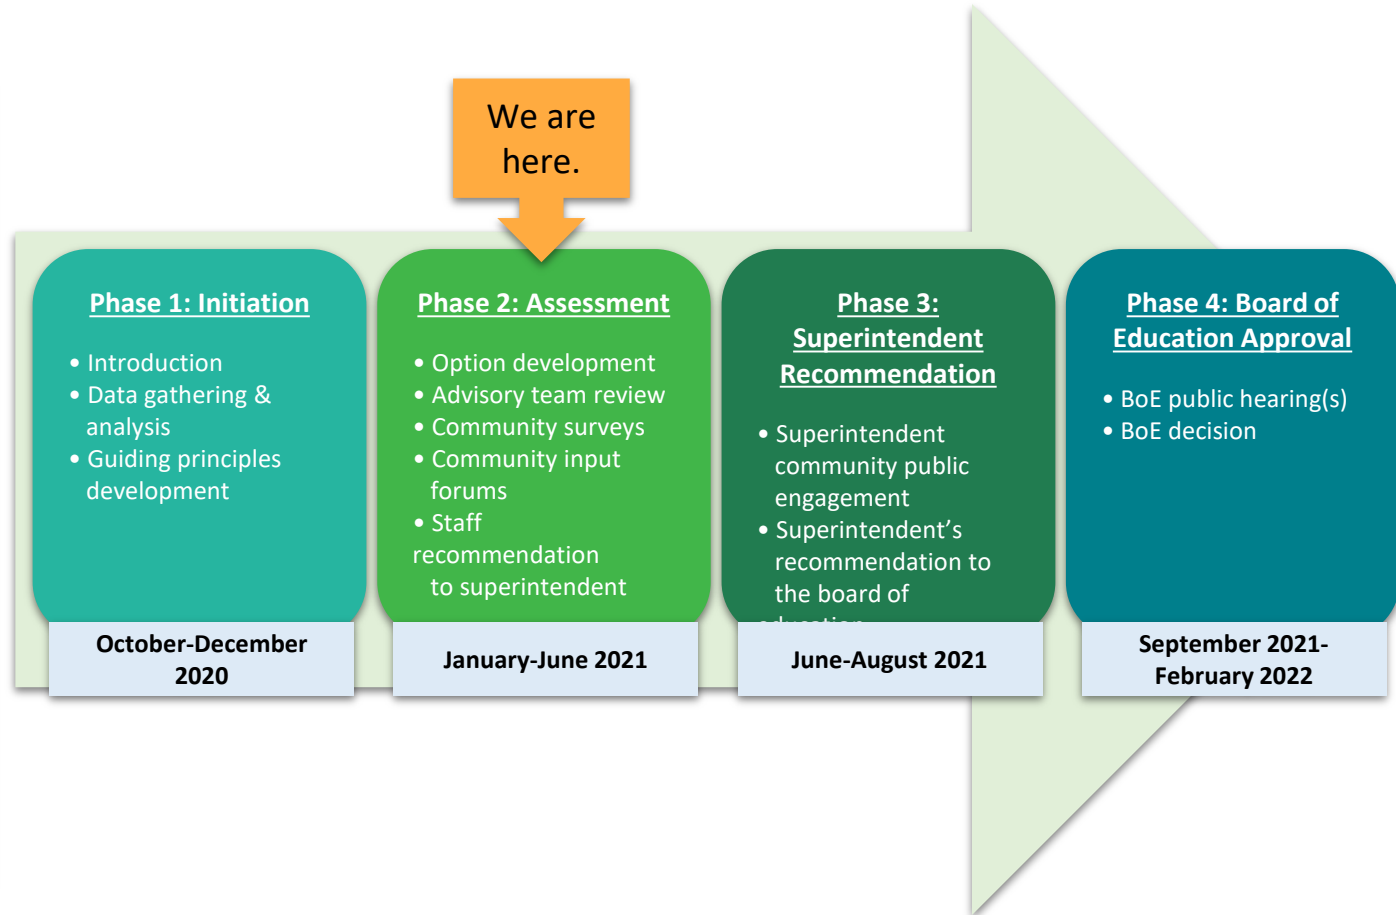 We are
here.
Phase 1: Initiation
• Introduction
• Data gathering &
analysis
• Guiding principles
development
October-December
2020
Phase 2: Assessment
• Option development
• Advisory team review
• Community surveys
• Community input
forums
• Staff
recommendation
to superintendent
January-June 2021
Phase 3:
Superintendent
Recommendation
• Superintendent
community public
engagement
• Superintendent’s
recommendation to
the board of
education
June-August 2021
Phase 4: Board of
Education Approval
• BoE public hearing(s)
• BoE decision
September 2021-
February 2022